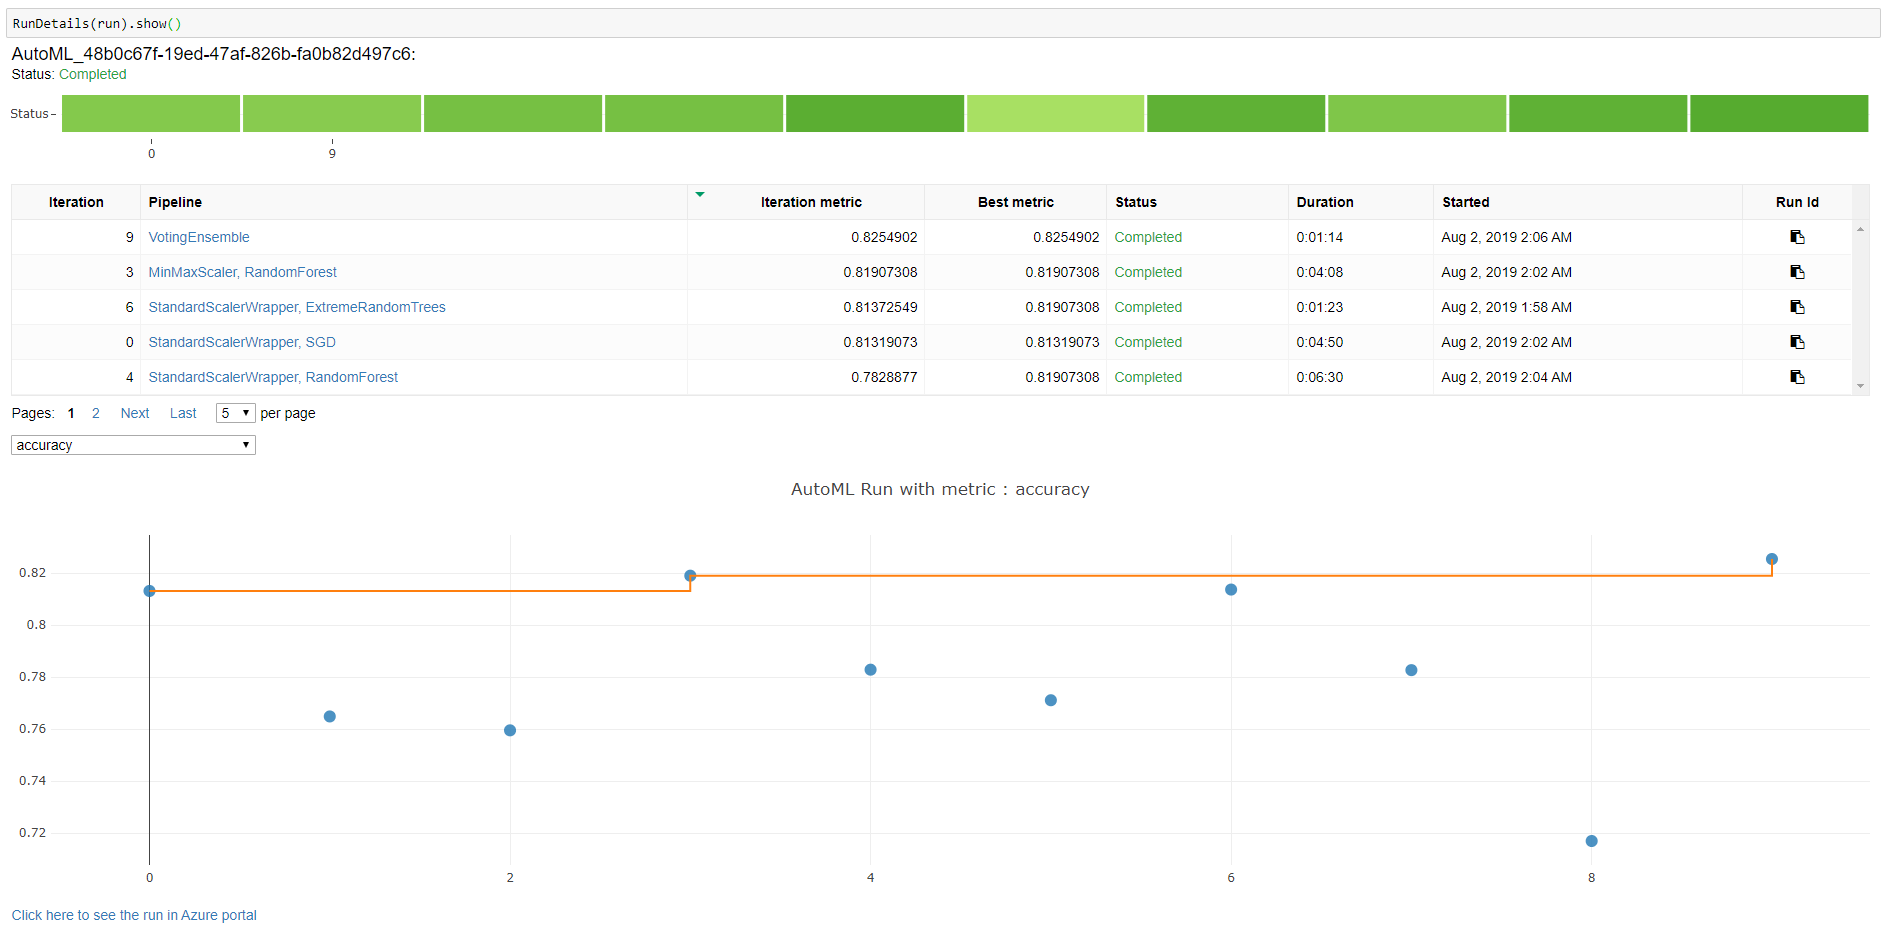 RunDetails(run).show()
AutoML_48b0c67f-19ed-47af-826b-fa0b82d497c6:
Status: Completed
Status
0 9
Iteration Pipeline Iteration metric Best metric Status Duration Started Run Id
9 VotingEnsemble 0.8254902 0.8254902 Completed 0:01:14 Aug 2, 2019 2:06 AM
3 MinMaxScaler, RandomForest 0.81907308 0.81907308 Completed 0:04:08 Aug 2, 2019 2:02 AM
6 StandardScalerWrapper, ExtremeRandomTrees 0.81372549 0.81907308 Completed 0:01:23 Aug 2, 2019 1:58 AM
0 StandardScalerWrapper, SGD 0.81319073 0.81319073 Completed 0:04:50 Aug 2, 2019 2:02 AM
4 StandardScalerWrapper, RandomForest 0.7828877 0.81907308 Completed 0:06:30 Aug 2, 2019 2:04 AM
Pages: 1 2 Next Last 5 per page
accuracy
AutoML Run with metric : accuracy
0.82
0.8
0.78
0.76
0.74
0.72
0 2 4 6 8
Click here to see the run in Azure portal